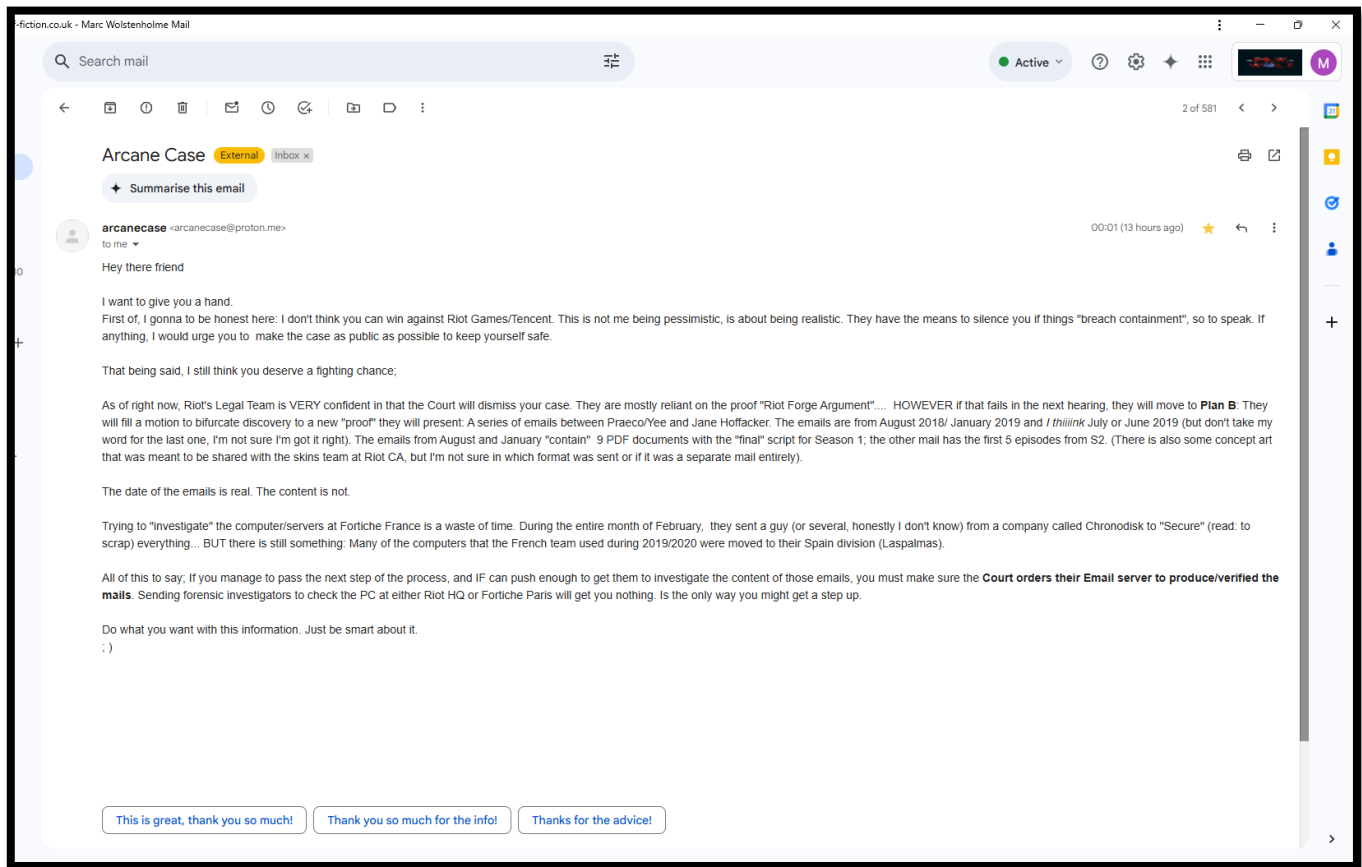 -fiction.co.uk - Marc Wolstenholme Mail
Search mail
Active
M
2 of 581
31
Arcane Case External Inbox ×
Summarise this email
arcanecase <arcanecase@proton.me>
00:01 (13 hours ago)
to me
Hey there friend
10
I want to give you a hand.
First of, I gonna to be honest here: I don't think you can win against Riot Games/Tencent. This is not me being pessimistic, is about being realistic. They have the means to silence you if things "breach containment", so to speak. If
anything, I would urge you to  make the case as public as possible to keep yourself safe.
That being said, I still think you deserve a fighting chance;
As of right now, Riot's Legal Team is VERY confident in that the Court will dismiss your case. They are mostly reliant on the proof "Riot Forge Argument"....  HOWEVER if that fails in the next hearing, they will move to Plan B: They
will fill a motion to bifurcate discovery to a new "proof" they will present: A series of emails between Praeco/Yee and Jane Hoffacker. The emails are from August 2018/ January 2019 and I thiiiink July or June 2019 (but don't take my
word for the last one, I'm not sure I'm got it right). The emails from August and January "contain"  9 PDF documents with the "final" script for Season 1; the other mail has the first 5 episodes from S2. (There is also some concept art
that was meant to be shared with the skins team at Riot CA, but I'm not sure in which format was sent or if it was a separate mail entirely).
The date of the emails is real. The content is not.
Trying to "investigate" the computer/servers at Fortiche France is a waste of time. During the entire month of February,  they sent a guy (or several, honestly I don't know) from a company called Chronodisk to "Secure" (read: to
scrap) everything... BUT there is still something: Many of the computers that the French team used during 2019/2020 were moved to their Spain division (Laspalmas).
All of this to say; If you manage to pass the next step of the process, and IF can push enough to get them to investigate the content of those emails, you must make sure the Court orders their Email server to produce/verified the
mails. Sending forensic investigators to check the PC at either Riot HQ or Fortiche Paris will get you nothing. Is the only way you might get a step up.
Do what you want with this information. Just be smart about it.
; )
This is great, thank you so much!
Thank you so much for the info!
Thanks for the advice!